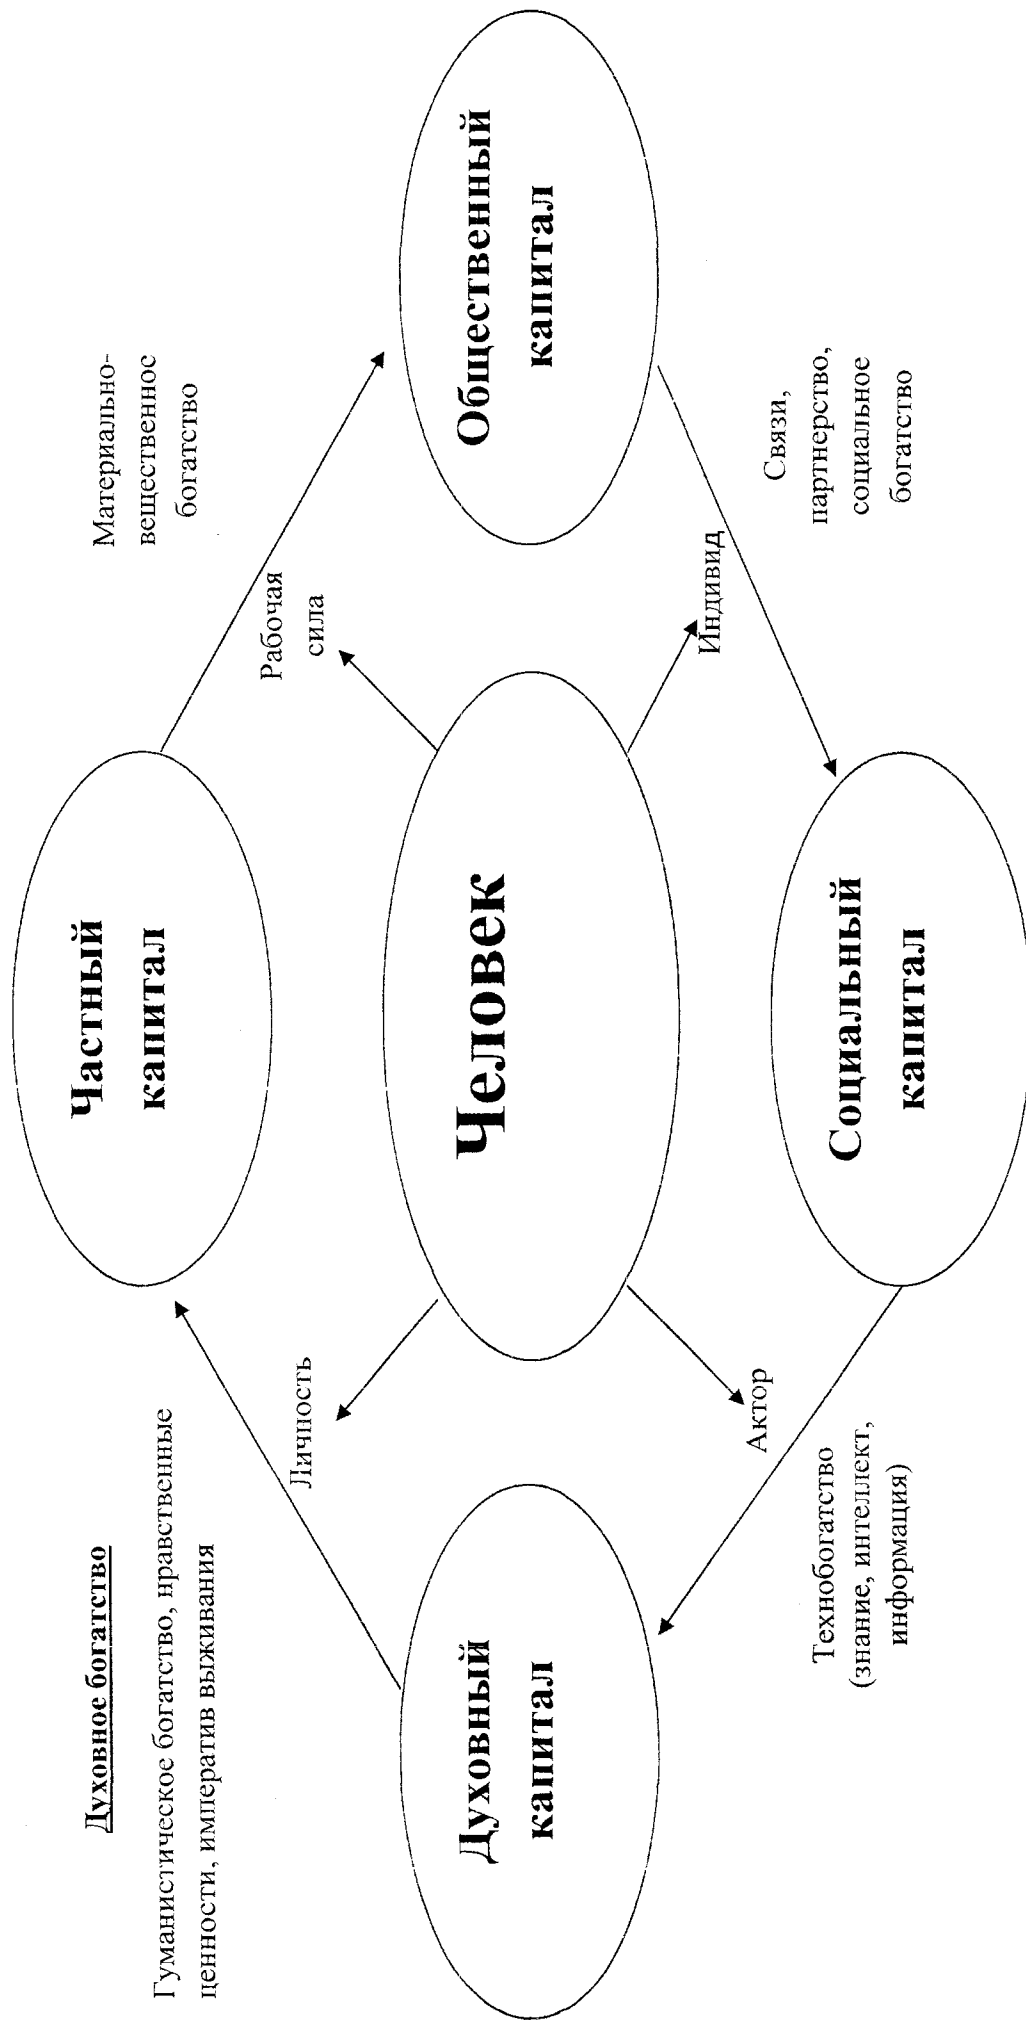 Духовное богатство
Гуманистическое богатство, нравственные
ценности, императив выживания
Частный
капитал
Материально-
вещественное
богатство
Личность
Рабочая
сила
Духовный
капитал
Человек
Общественный
капитал
Актор
Индивид
Технобогатство
(знание, интеллект,
информация)
Социальный
капитал
Связи,
партнерство,
социальное
богатство